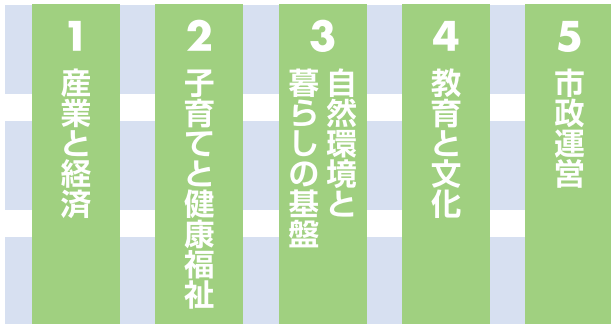 1
産業と経済
2
子育てと健康福祉
3
自然環境と
暮らしの基盤
4
教育と文化
5
市政運営